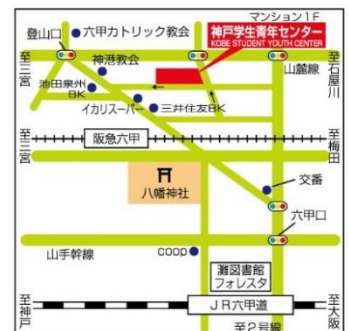 マンション1F
六甲カトリック教会
登山口
神戸学生青年センター
KOBE STUDENT YOUTH CENTER
至三宮
神港教会
山麓線
至石屋川
池田泉州
BK
イカリスーパー
三井住友BK
至三宮
阪急六甲
至梅田
八幡神社
交番
六甲口
山手幹線
coop
灘図書館
フォレスタ
至神戸
JR六甲道
至大阪
至2号線